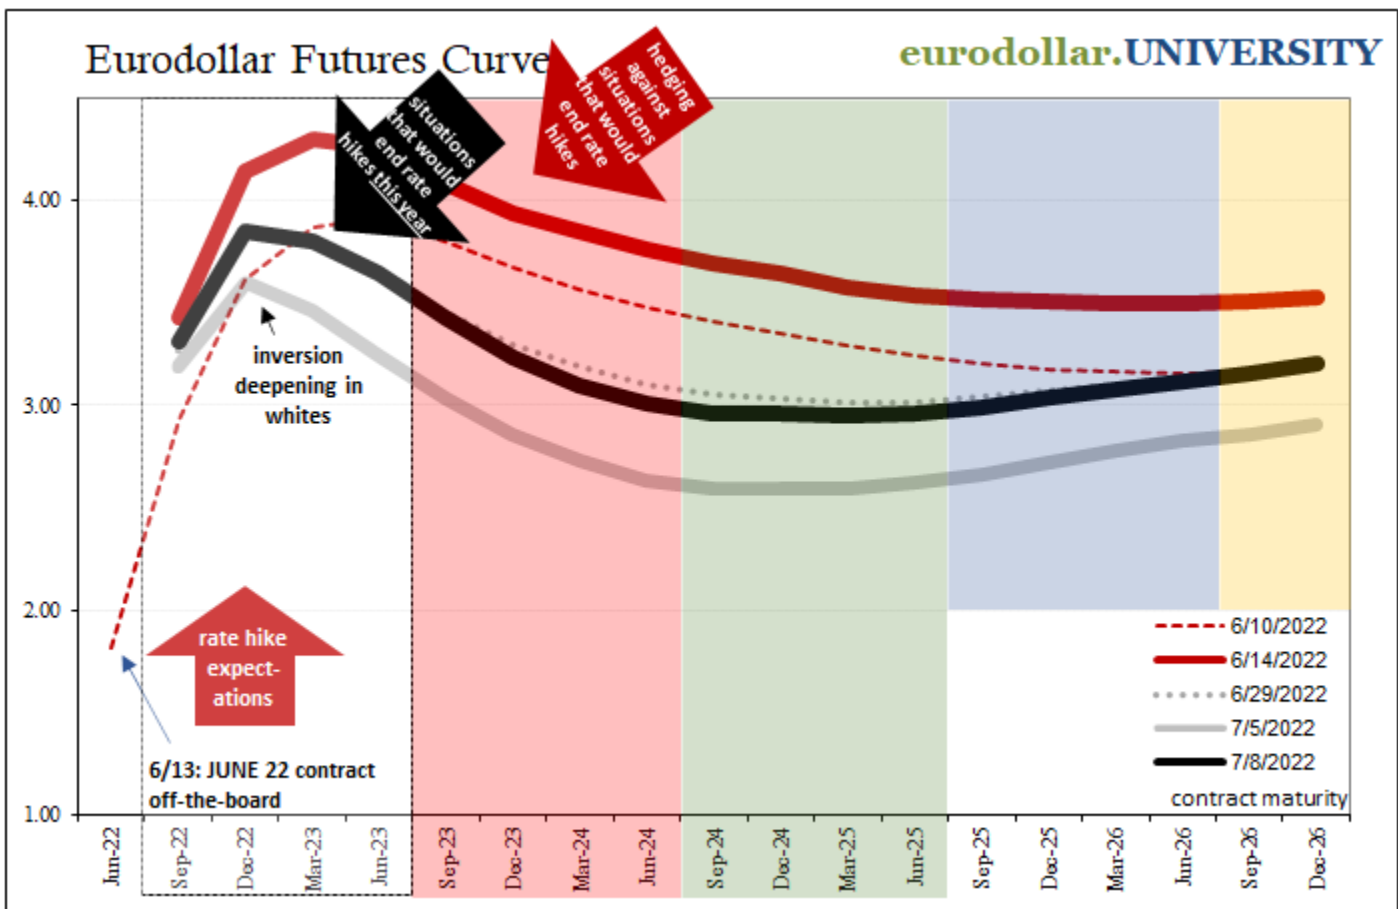 Eurodollar Futures Curve
eurodollar.UNIVERSITY
situations
that would
end rate
hikes this year
hedging
against
situations
that would
end rate
hikes
4.00
3.00
2.00
1.00
inversion
deepening in
whites
rate hike
expect-
ations
6/13: JUNE 22 contract
off-the-board
6/10/2022
6/14/2022
6/29/2022
7/5/2022
7/8/2022
contract maturity
Jun-22
Sep-22
Dec-22
Mar-23
Jun-23
Sep-23
Dec-23
Mar-24
Jun-24
Sep-24
Dec-24
Mar-25
Jun-25
Sep-25
Dec-25
Mar-26
Jun-26
Sep-26
Dec-26